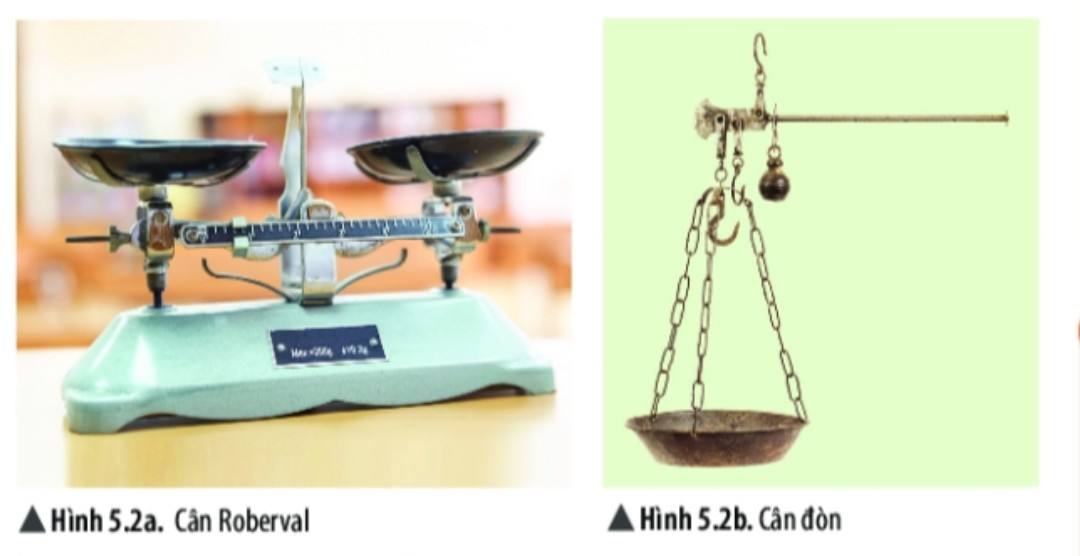 ▲ Hình 5.2a. Cân Roberval
▲ Hình 5.2b. Cân đòn